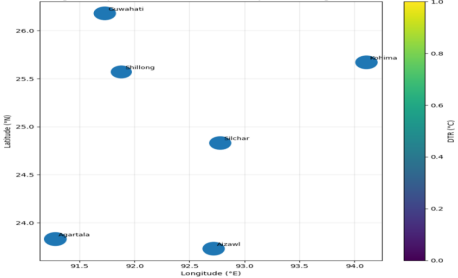 Guwahati
Shillong
Kohima
Silchar
Agartala
Aizawl
26.0
25.5
25.0
24.5
24.0
Latitude (°N)
91.5 92.0 92.5 93.0 93.5 94.0
Longitude (°E)
1.0
0.8
0.6
0.4
0.2
0.0
DTR (°C)